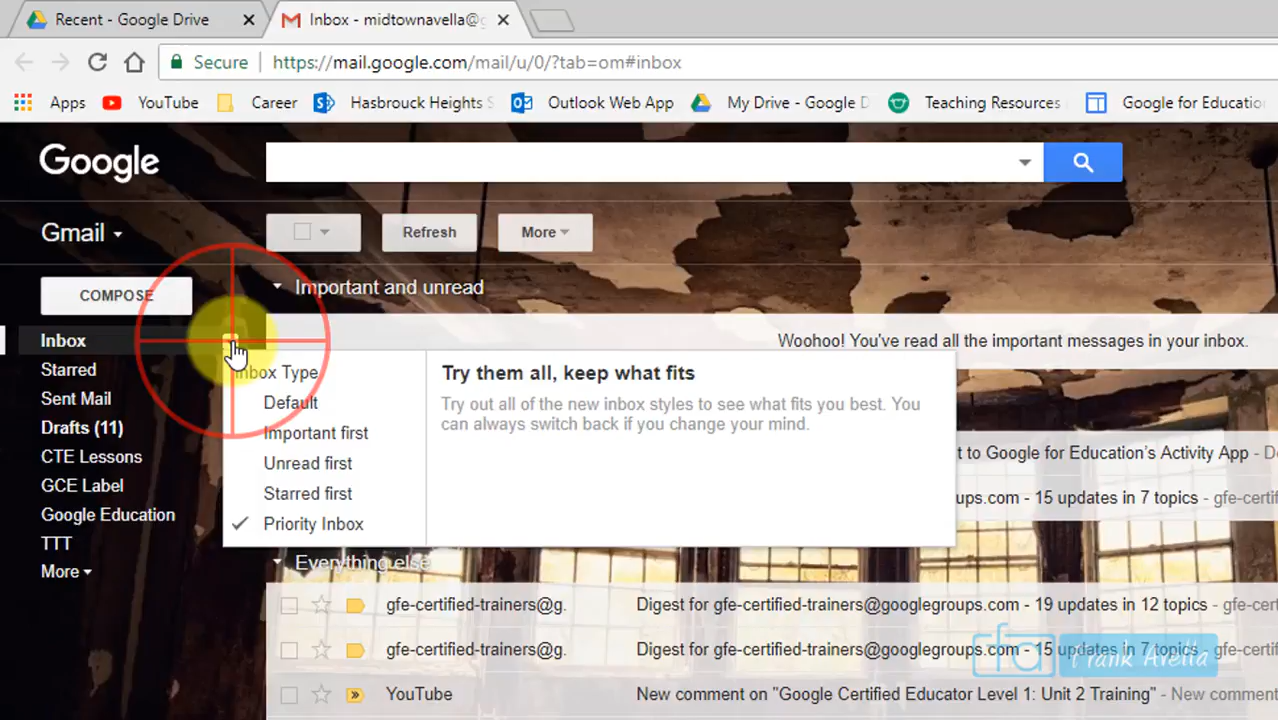 Recent - Google Drive
Inbox - midtownavella@g
Secure
https://mail.google.com/mail/u/0/?tab=om#inbox
Apps
YouTube
Career
Hasbrouck Heights S
Outlook Web App
My Drive - Google D
Teaching Resources
Google for Educatio
Google
Gmail
Refresh
More
COMPOSE
Important and unread
Inbox
Woohoo! You've read all the important messages in your inbox.
Starred
Sent Mail
Drafts (11)
CTE Lessons
GCE Label
Google Education
TTT
More
Inbox Type
Default
Important first
Unread first
Starred first
Priority Inbox
Try them all, keep what fits
Try out all of the new inbox styles to see what fits you best. You
can always switch back if you change your mind.
t to Google for Education's Activity App - D
ups.com - 15 updates in 7 topics - gfe-certified
Everything else
gfe-certified-trainers@g. Digest for gfe-certified-trainers@googlegroups.com - 19 updates in 12 topics - gfe-certifie
gfe-certified-trainers@g. Digest for gfe-certified-trainers@googlegroups.com - 15 updates in 7 topics - gfe-certified
YouTube New comment on "Google Certified Educator Level 1: Unit 2 Training" - New comment
fa Frank Avella